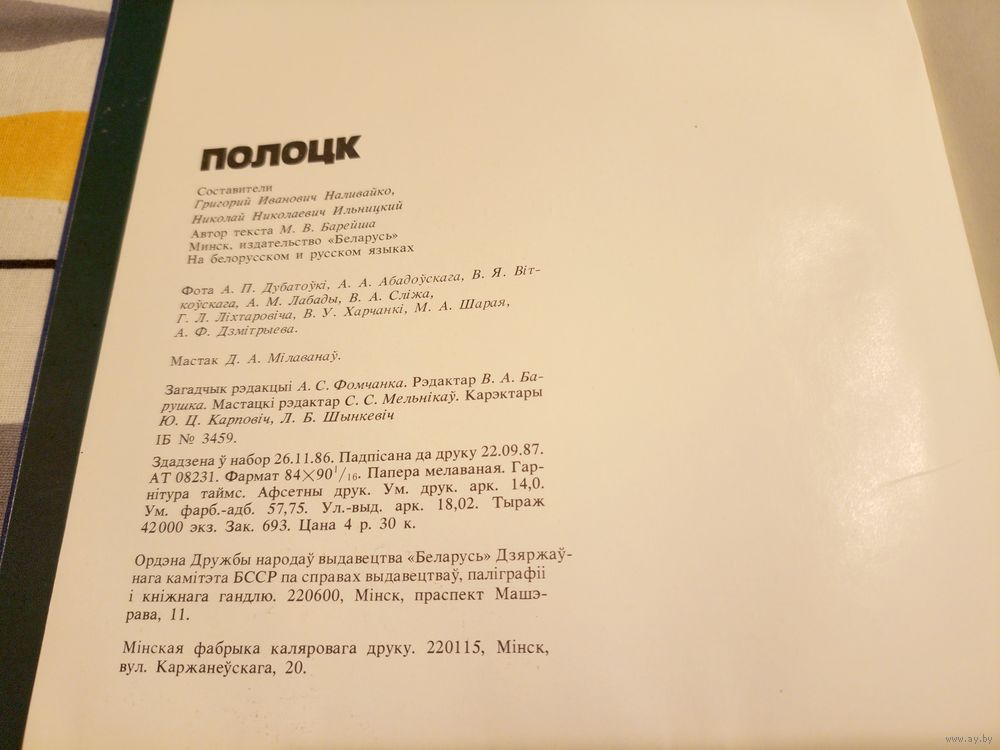 ПОЛОЦК
Составители
Григорий Иванович Наливайко,
Николай Николаевич Ильницкий
Автор текста М. В. Барейша
Минск, издательство «Беларусь»
На белорусском и русском языках
Фота А. П. Дубатоўкі, А. А. Абадоўскага, В. Я. Віт-
коўскага, А. М. Лабады, В. А. Сліжа,
Г. Л. Ліхтаровіча, В. У. Харчанкі, М. А. Шарая,
А. Ф. Дзмітрыева.
Мастак Д. А. Мілаванаў.
Загадчык рэдакцыі А. С. Фомчанка. Рэдактар В. А. Ба-
рушка. Мастацкі рэдактар С. С. Мельнікаў. Карэктары
Ю. Ц. Карповіч, Л. Б. Шынкевіч
ІБ № 3459.
Здадзена ў набор 26.11.86. Падпісана да друку 22.09.87.
АТ 08231. Фармат 84×90¹/₁₆. Папера мелаваная. Гар-
нітура таймс. Афсетны друк. Ум. друк. арк. 14,0.
Ум. фарб.-адб. 57,75. Ул.-выд. арк. 18,02. Тыраж
42 000 экз. Зак. 693. Цана 4 р. 30 к.
Ордэна Дружбы народаў выдавецтва «Беларусь» Дзяржаў-
нага камітэта БССР па справах выдавецтваў, паліграфіі
і кніжнага гандлю. 220600, Мінск, праспект Машэ-
рава, 11.
Мінская фабрыка каляровага друку. 220115, Мінск,
вул. Каржанеўскага, 20.
www.ay.by